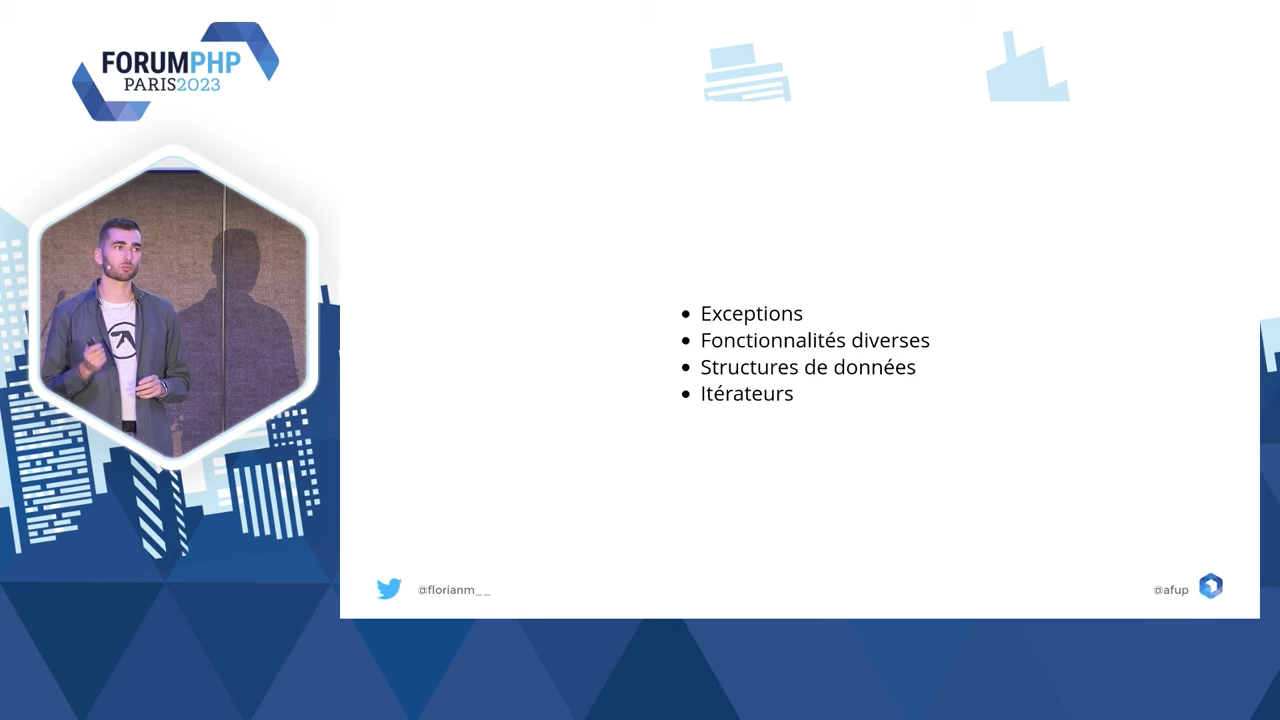 FORUMPHP
PARIS2023
• Exceptions
• Fonctionnalités diverses
• Structures de données
• Itérateurs
@florianm__
@afup